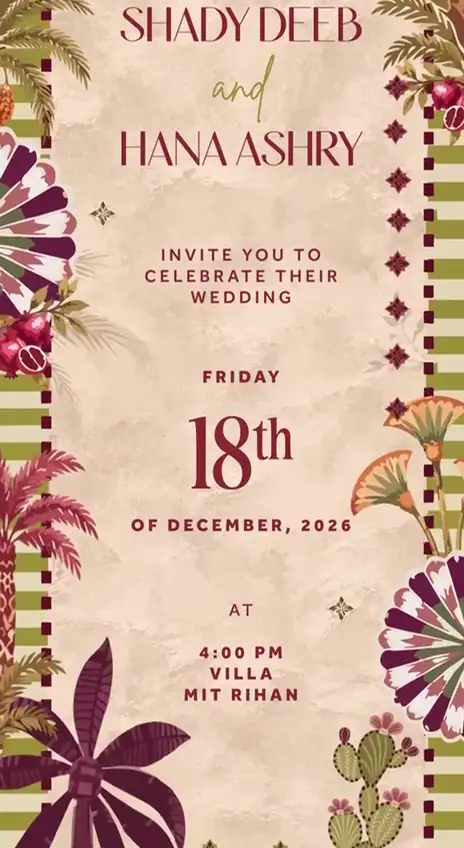 SHADY DEEB
and
HANA ASHRY
INVITE YOU TO
CELEBRATE THEIR
WEDDING
FRIDAY
18th
OF DECEMBER, 2026
AT
4:00 PM
VILLA
MIT RIHAN